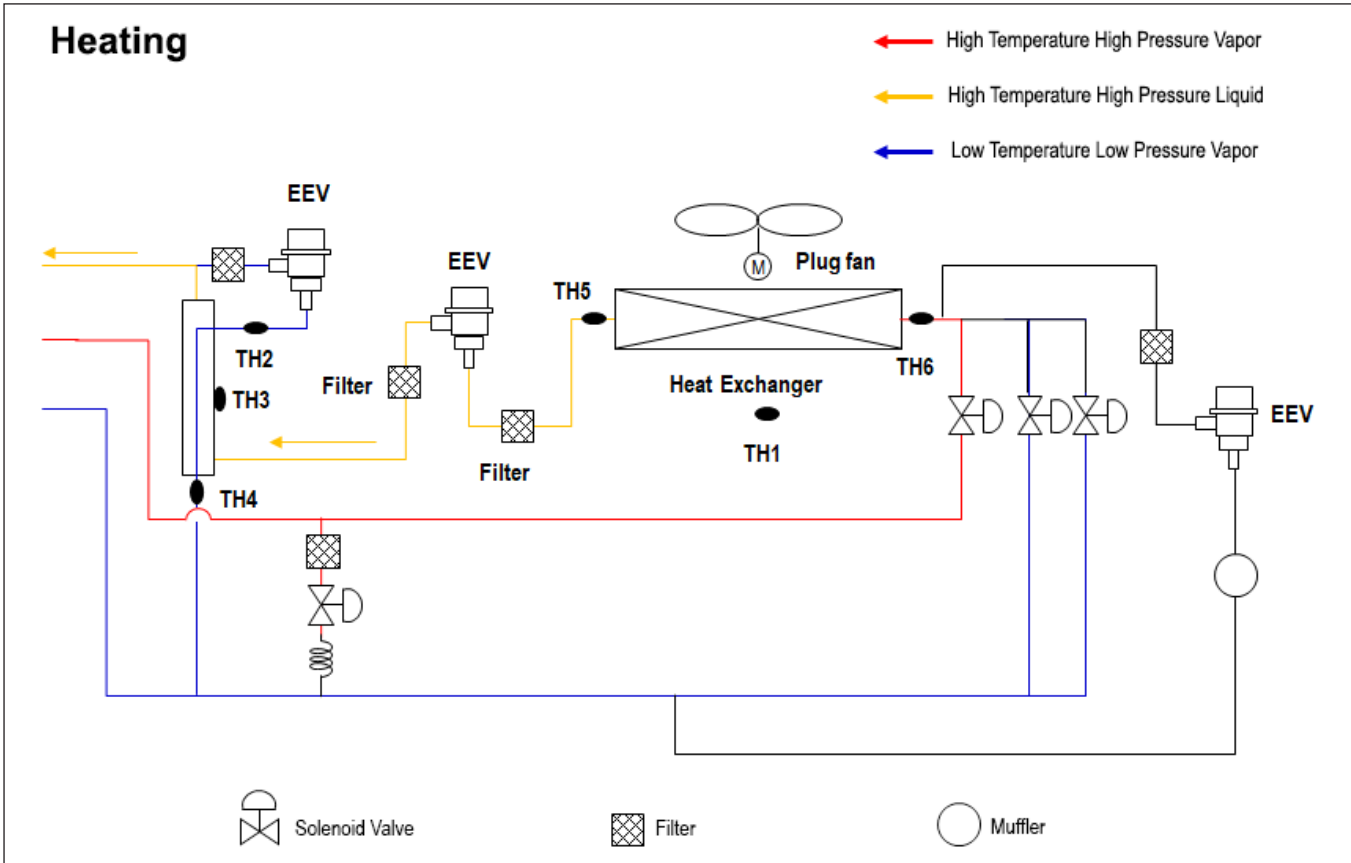 Heating
High Temperature High Pressure Vapor
High Temperature High Pressure Liquid
Low Temperature Low Pressure Vapor
EEV
EEV
TH5
M
Plug fan
TH2
TH6
Filter
Heat Exchanger
TH3
EEV
TH1
Filter
TH4
Solenoid Valve
Filter
Muffler